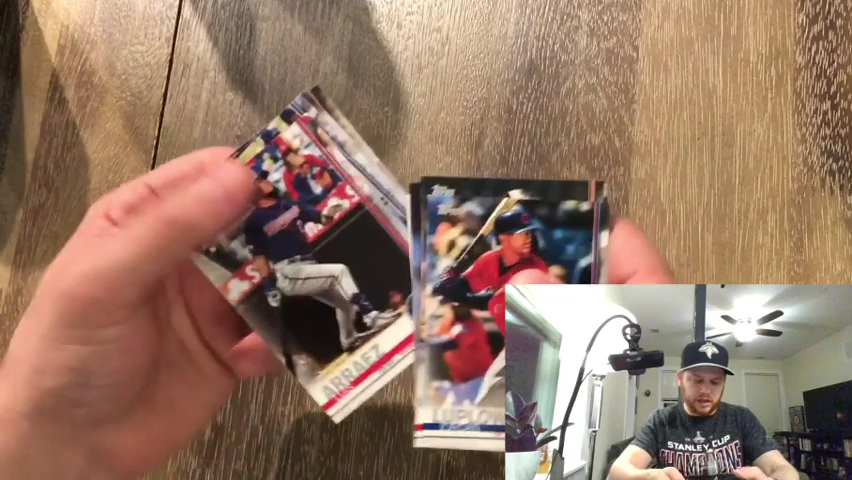 Topps
ARRAEZ
LUPLOW
STANLEY CUP
CHAMPIONS